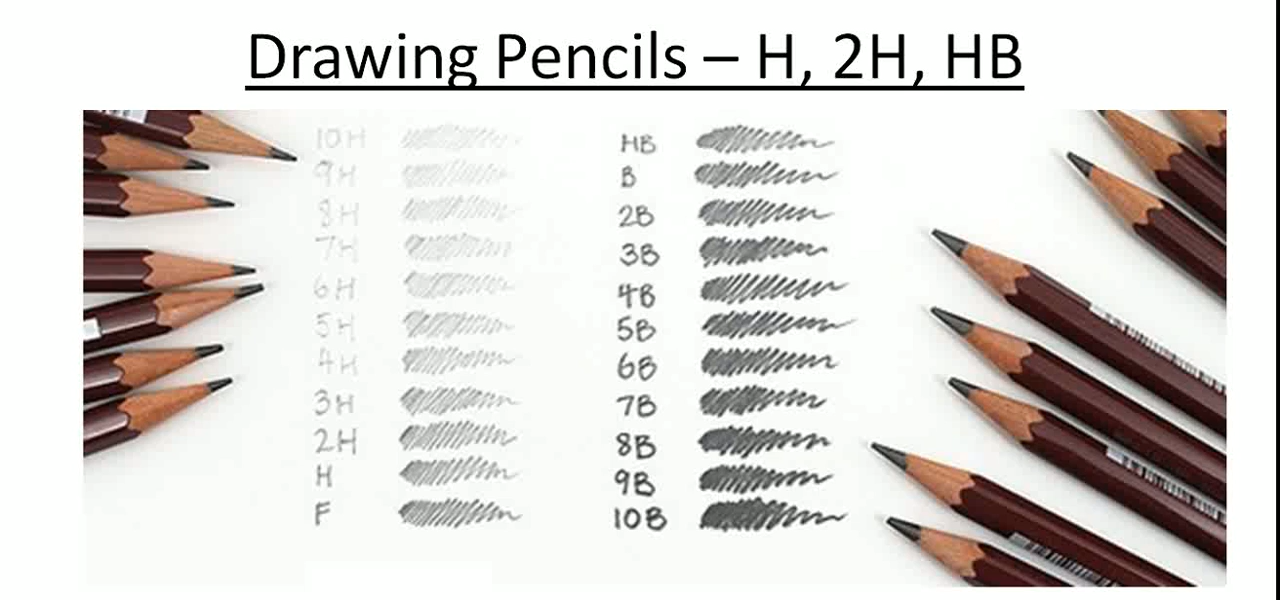 Drawing Pencils – H, 2H, HB
10H
9H
8H
7H
6H
5H
4H
3H
2H
H
F
HB
B
2B
3B
4B
5B
6B
7B
8B
9B
10B